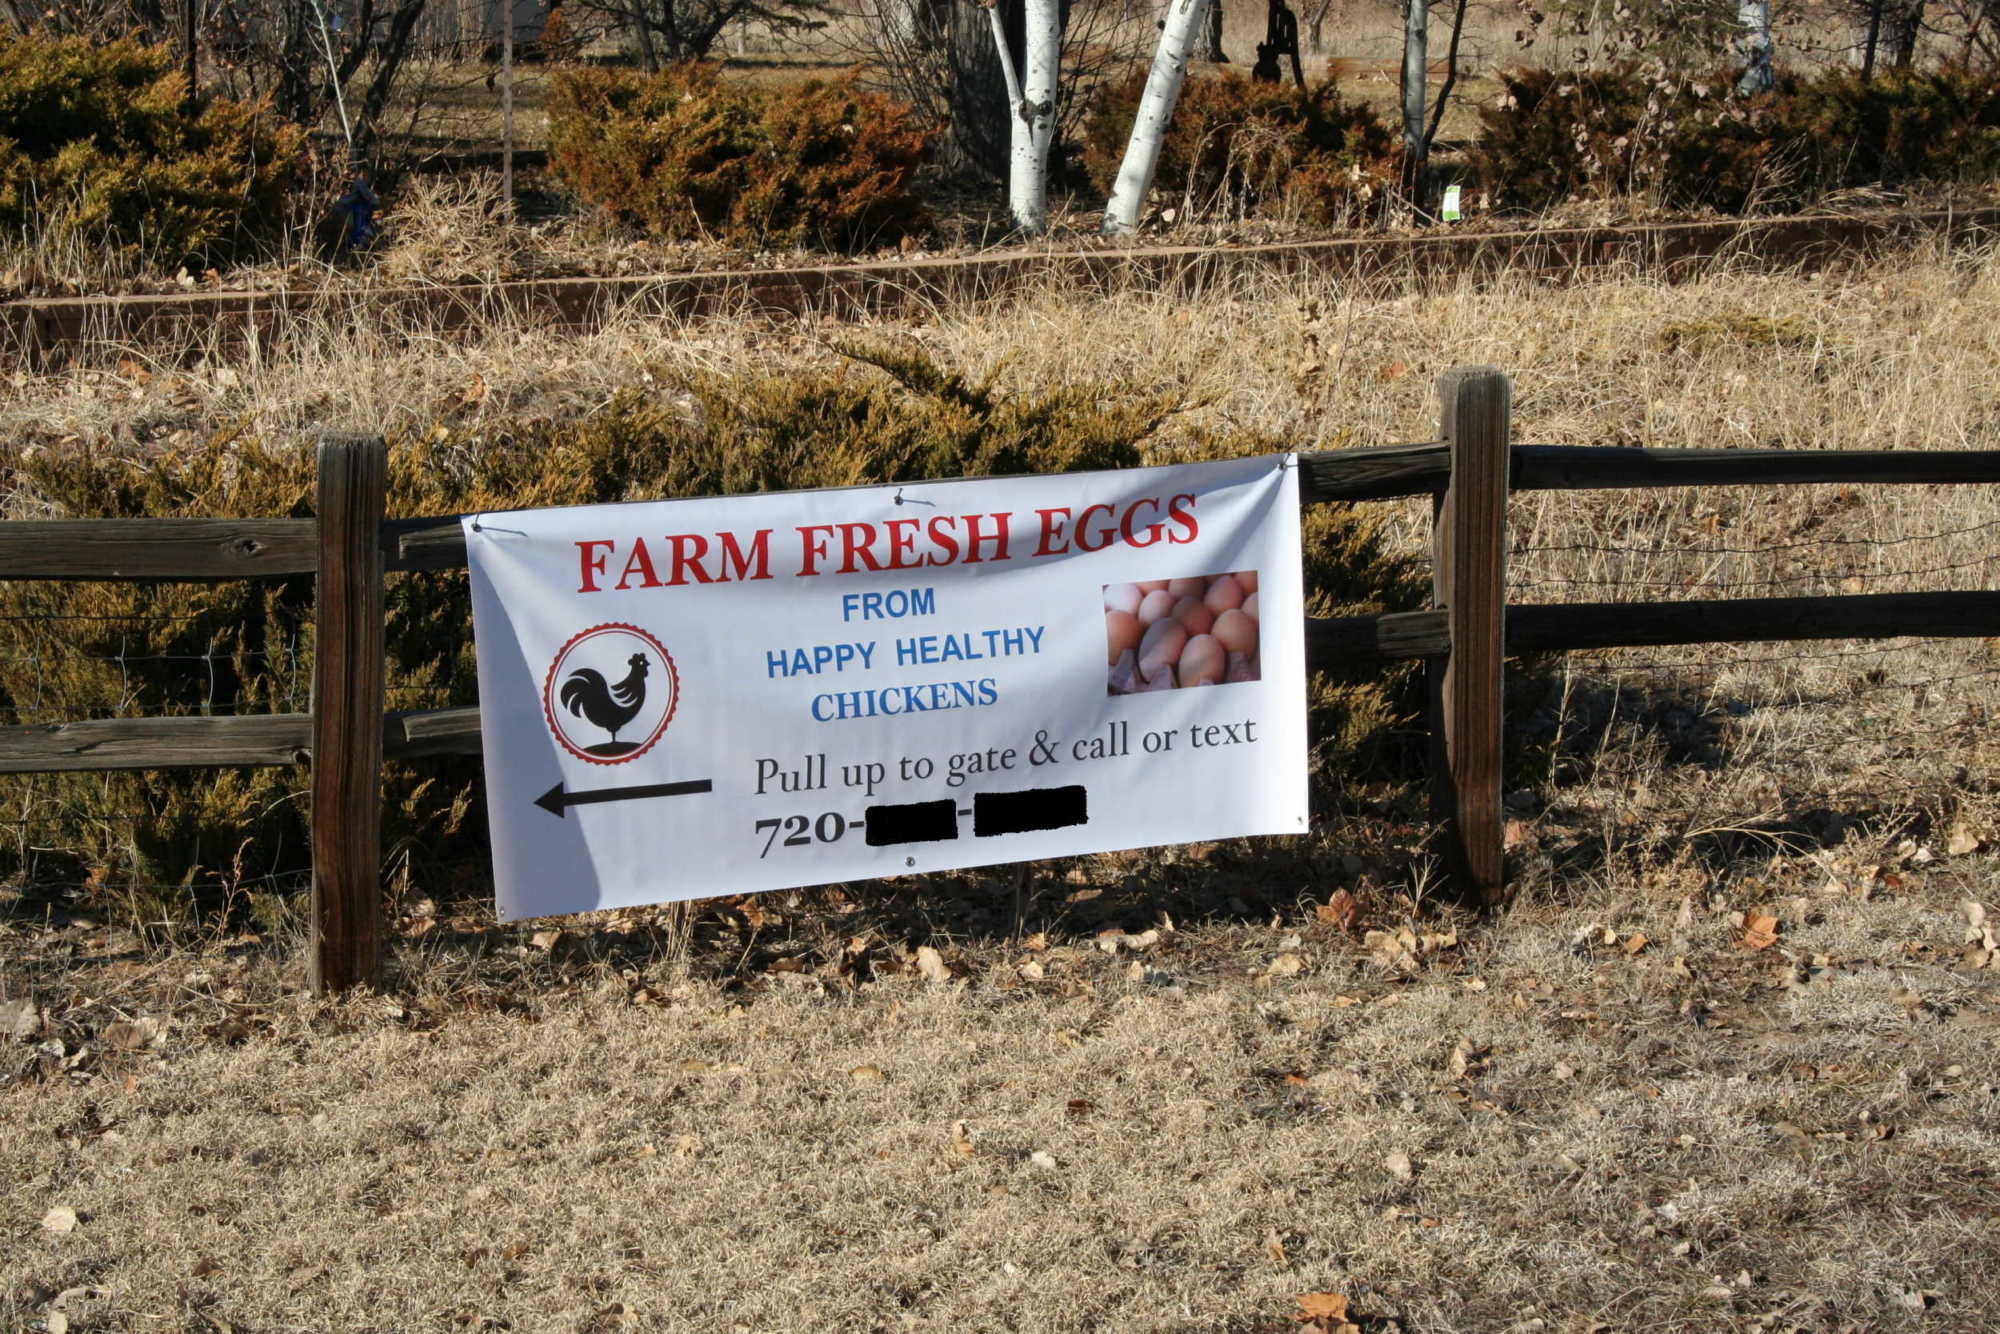 FARM FRESH EGGS
FROM
HAPPY HEALTHY
CHICKENS
Pull up to gate & call or text
720-